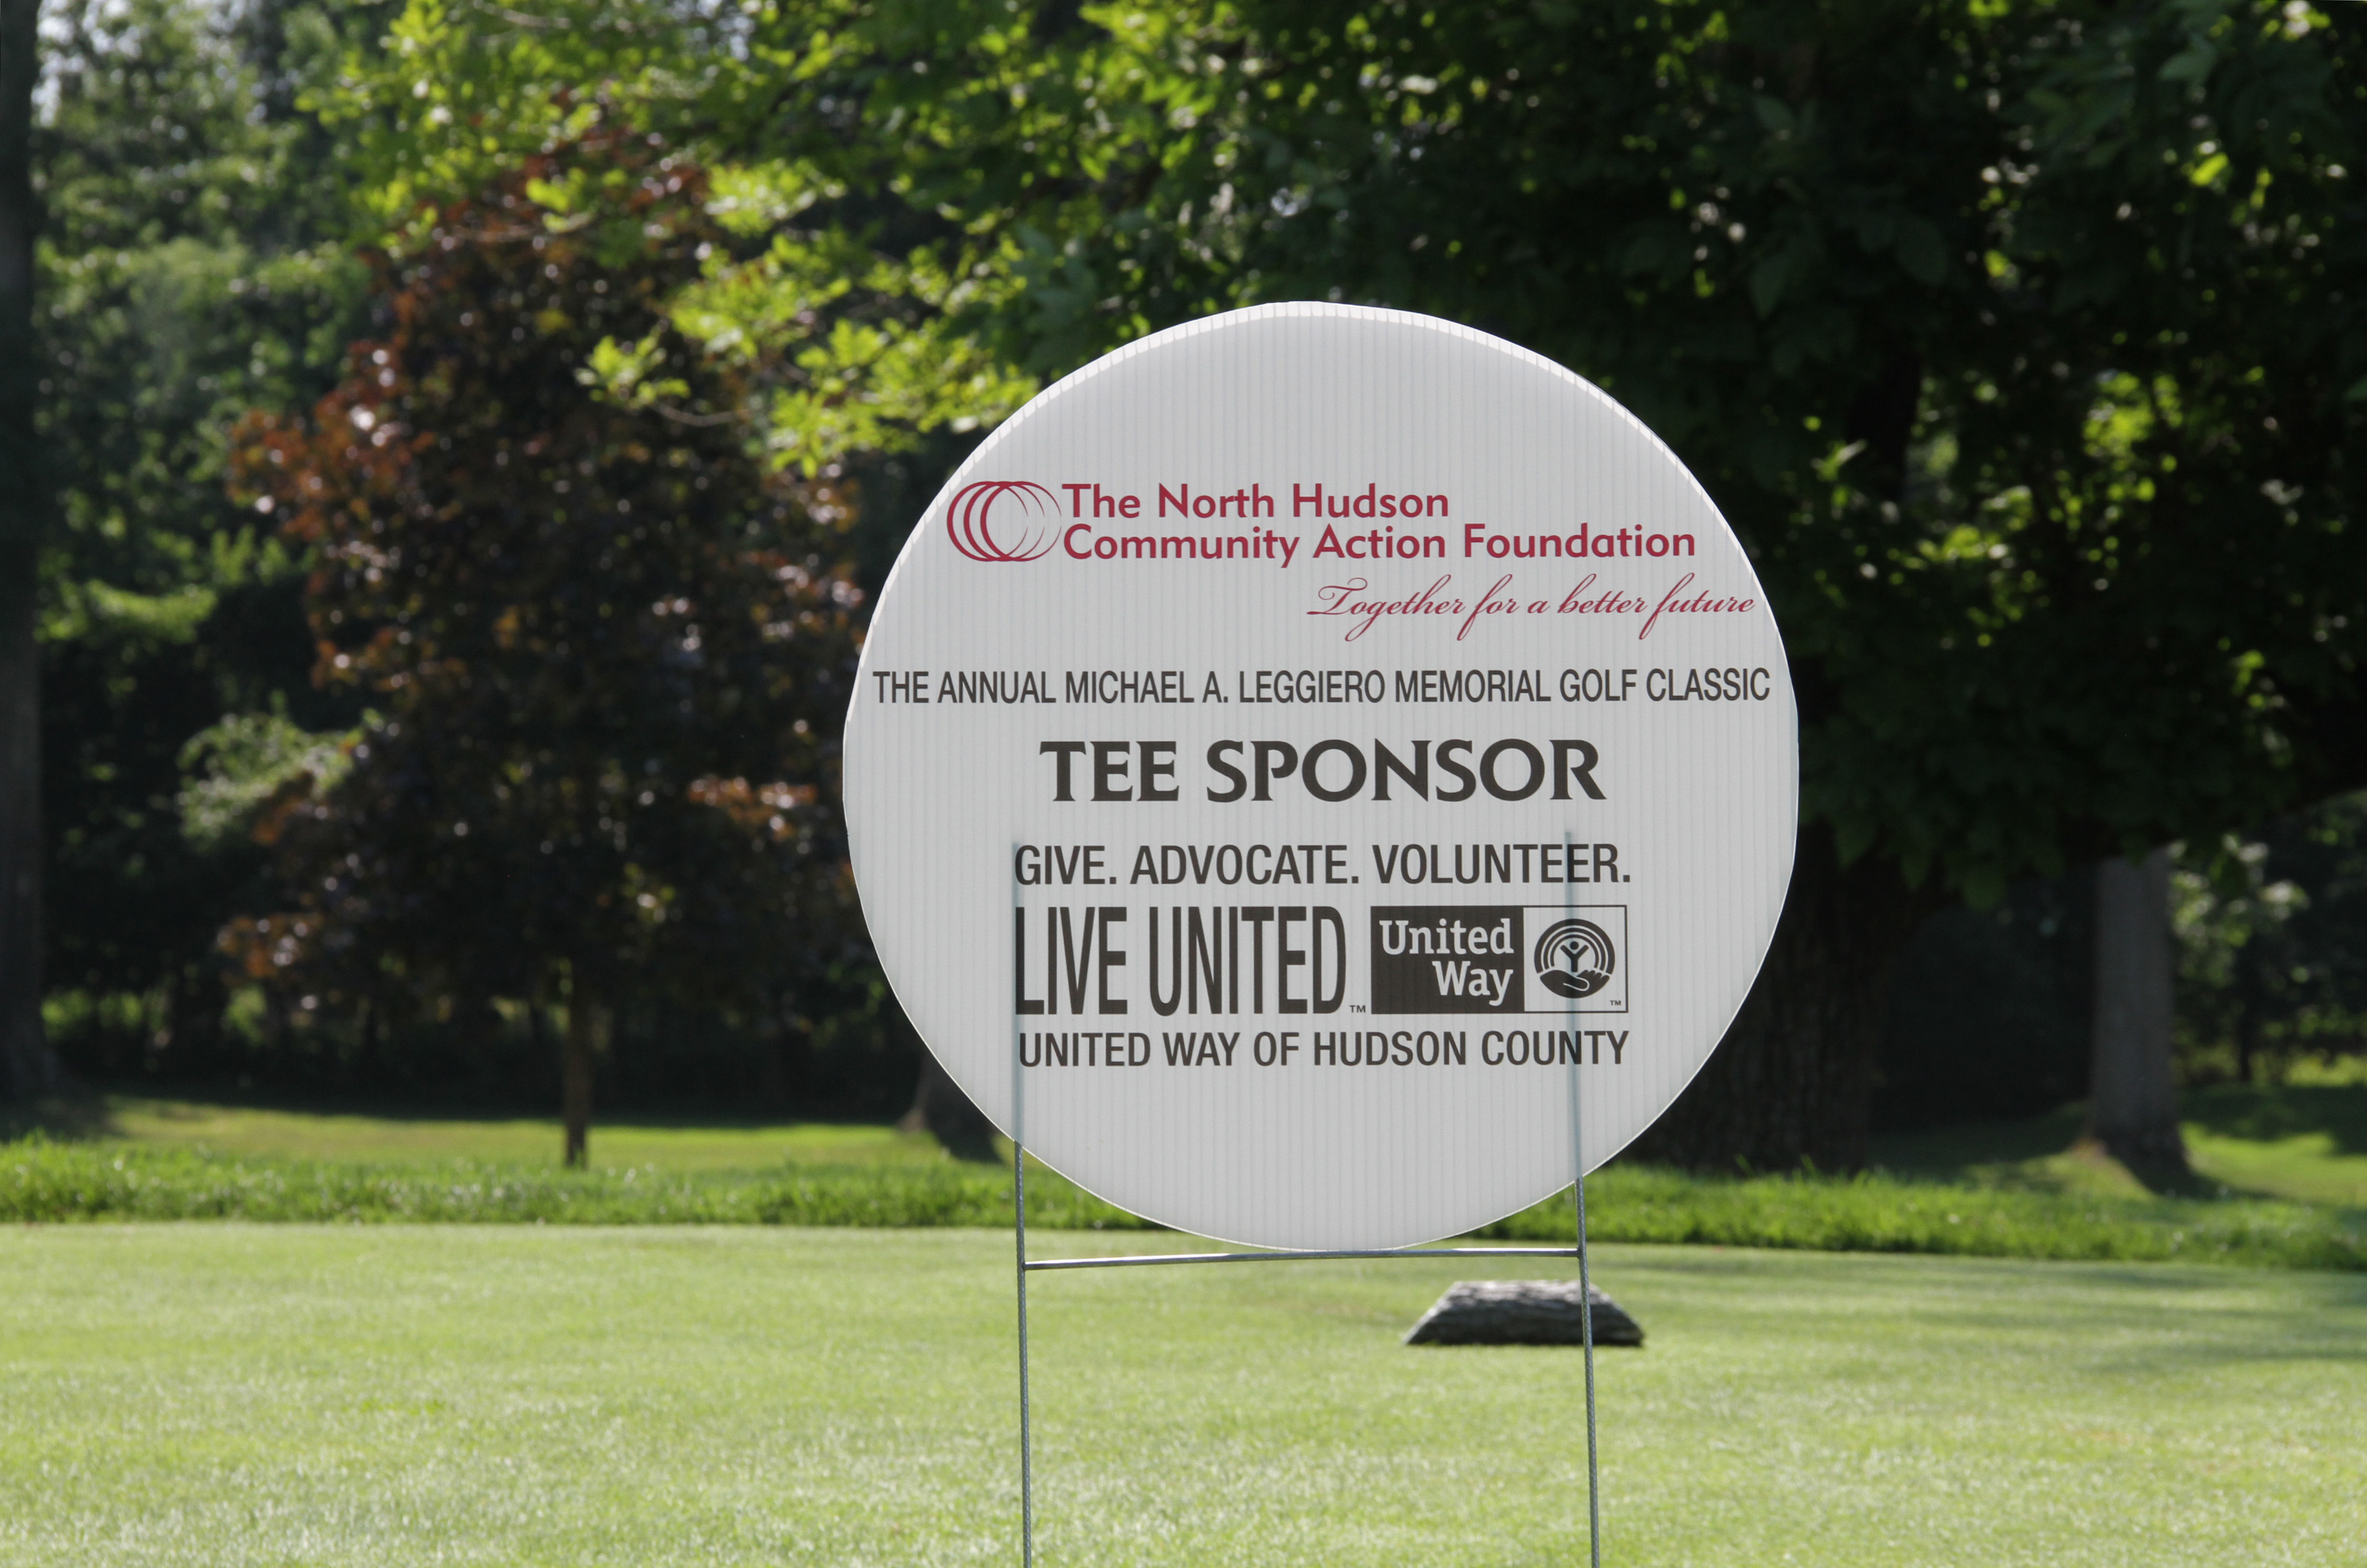 The North Hudson
Community Action Foundation
Together for a better future
THE ANNUAL MICHAEL A. LEGGIERO MEMORIAL GOLF CLASSIC
TEE SPONSOR
GIVE. ADVOCATE. VOLUNTEER.
LIVE UNITED™
United
Way
™
UNITED WAY OF HUDSON COUNTY